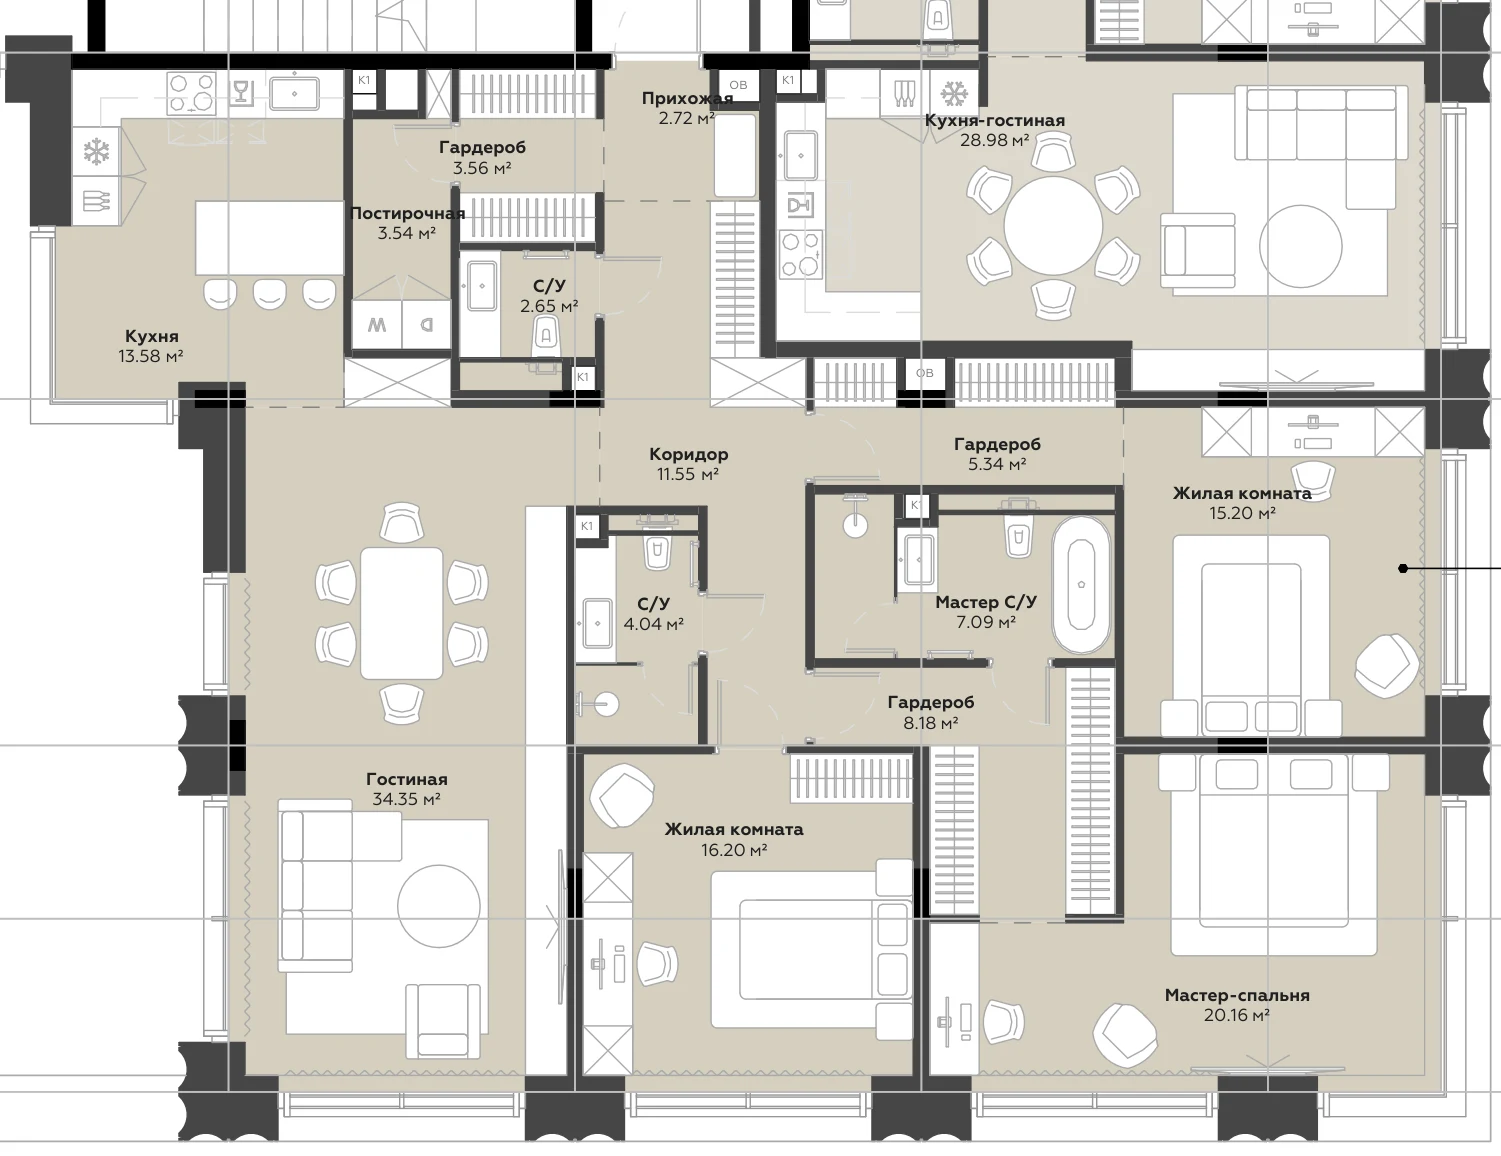 К1
Прихожая
2.72 м²
ОВ
К1
Кухня-гостиная
28.98 м²
Гардероб
3.56 м²
Постирочная
3.54 м²
С/У
2.65 м²
W
D
Кухня
13.58 м²
К1
ОВ
Коридор
11.55 м²
Гардероб
5.34 м²
Жилая комната
15.20 м²
К1
К1
С/У
4.04 м²
Мастер С/У
7.09 м²
Гардероб
8.18 м²
Гостиная
34.35 м²
Жилая комната
16.20 м²
Мастер-спальня
20.16 м²